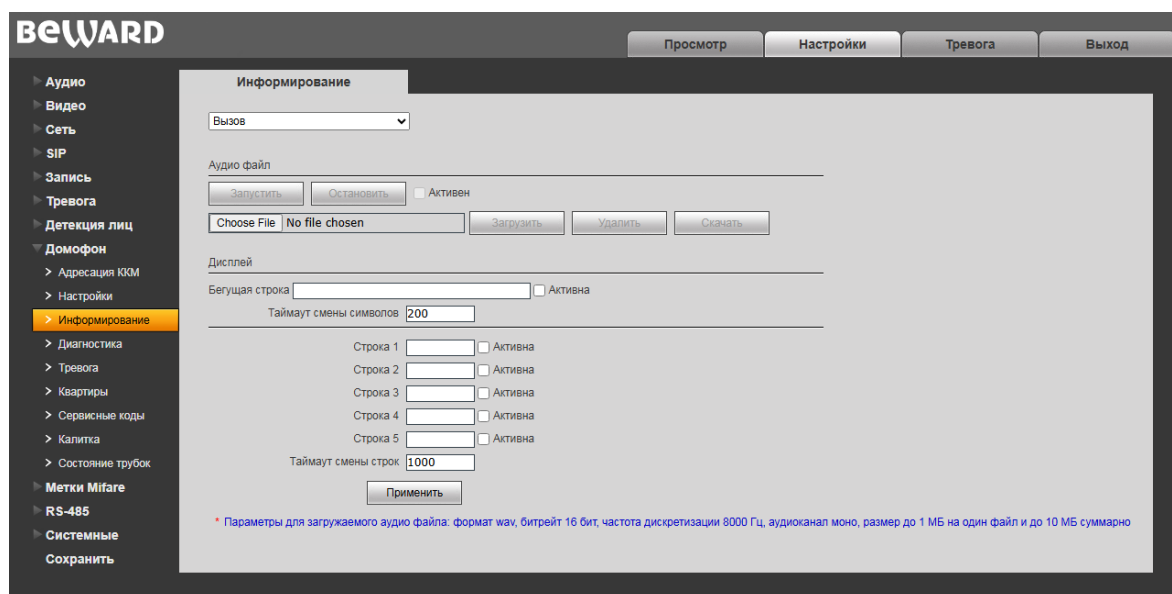 BEWARD
Просмотр
Настройки
Тревога
Выход
Аудио
Видео
Сеть
SIP
Запись
Тревога
Детекция лиц
Домофон
Адресация ККМ
Настройки
Информирование
Диагностика
Тревога
Квартиры
Сервисные коды
Калитка
Состояние трубок
Метки Mifare
RS-485
Системные
Сохранить
Информирование
Вызов
Аудио файл
Запустить Остановить Активен
Choose File No file chosen Загрузить Удалить Скачать
Дисплей
Бегущая строка Активна
Таймаут смены символов 200
Строка 1 Активна
Строка 2 Активна
Строка 3 Активна
Строка 4 Активна
Строка 5 Активна
Таймаут смены строк 1000
Применить
* Параметры для загружаемого аудио файла: формат wav, битрейт 16 бит, частота дискретизации 8000 Гц, аудиоканал моно, размер до 1 МБ на один файл и до 10 МБ суммарно